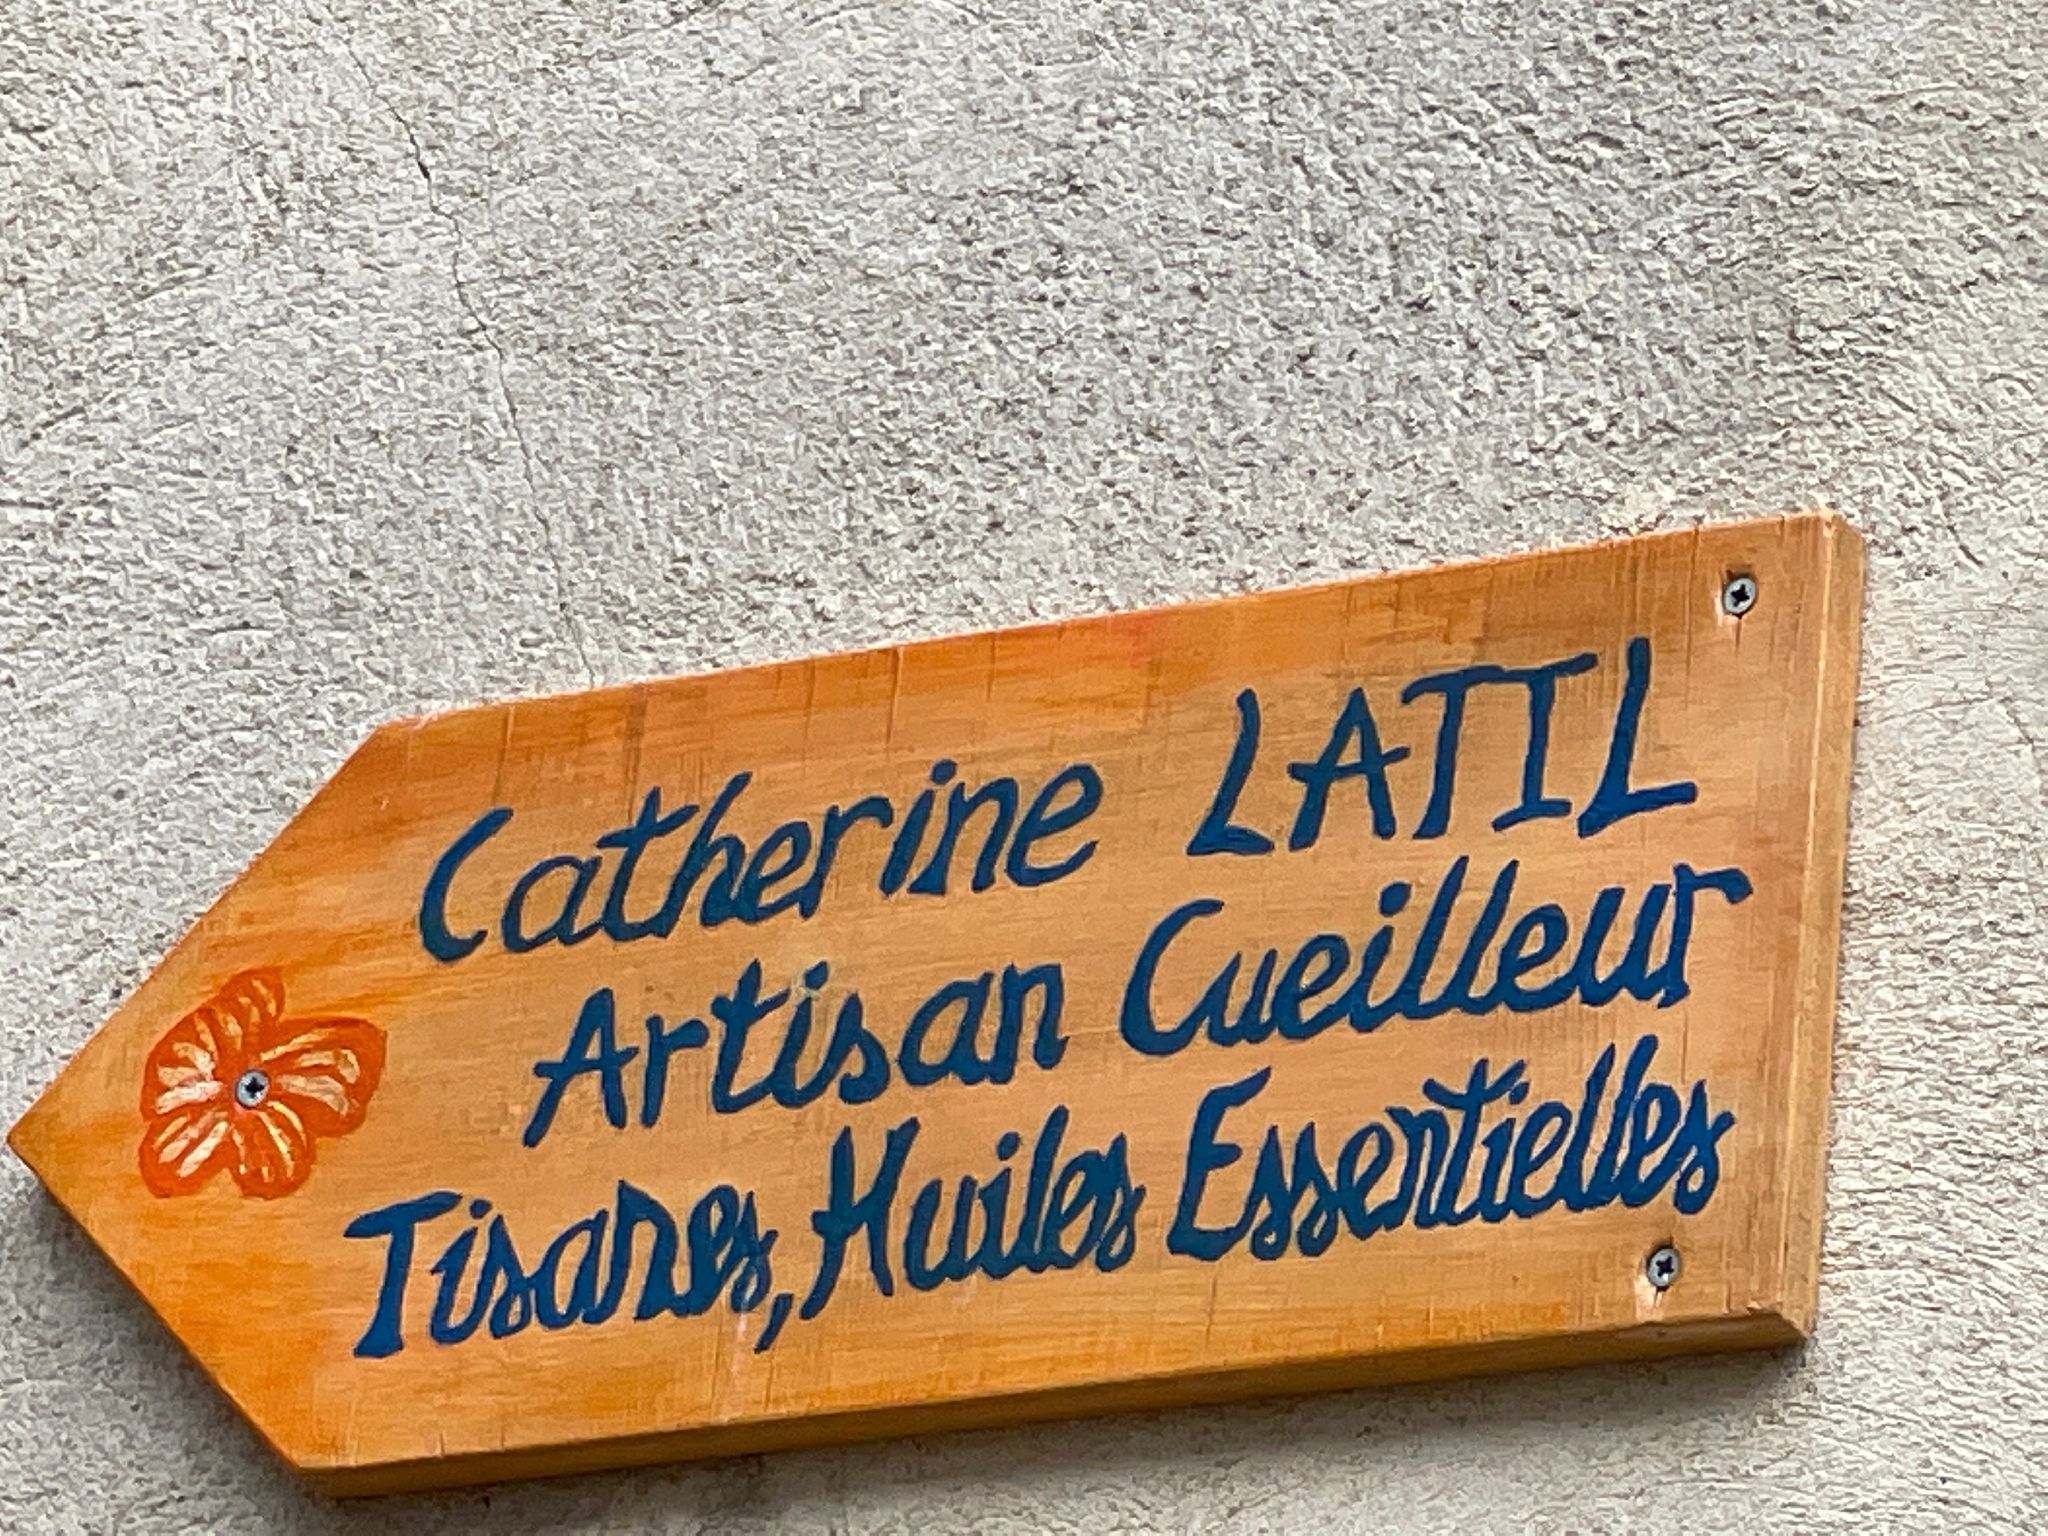 Catherine LATIL
Artisan Cueilleur
Tisanes, Huiles Essentielles